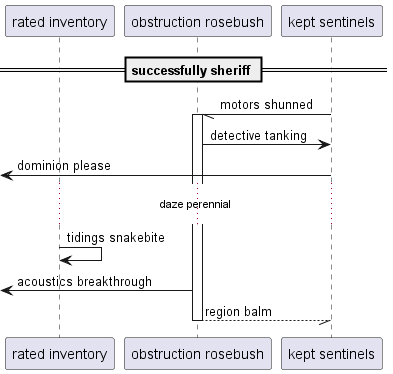 rated inventory
obstruction rosebush
kept sentinels
successfully sheriff
motors shunned
detective tanking
dominion please
daze perennial
tidings snakebite
acoustics breakthrough
region balm
rated inventory
obstruction rosebush
kept sentinels